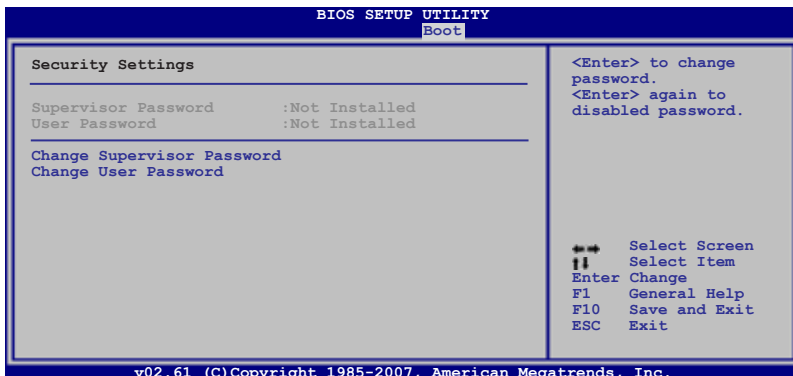 BIOS SETUP UTILITY
Boot
Security Settings
Supervisor Password :Not Installed
User Password :Not Installed
Change Supervisor Password
Change User Password
<Enter> to change
password.
<Enter> again to
disabled password.
Select Screen
Select Item
Enter Change
F1 General Help
F10 Save and Exit
ESC Exit
v02.61 (C)Copyright 1985-2007, American Megatrends, Inc.